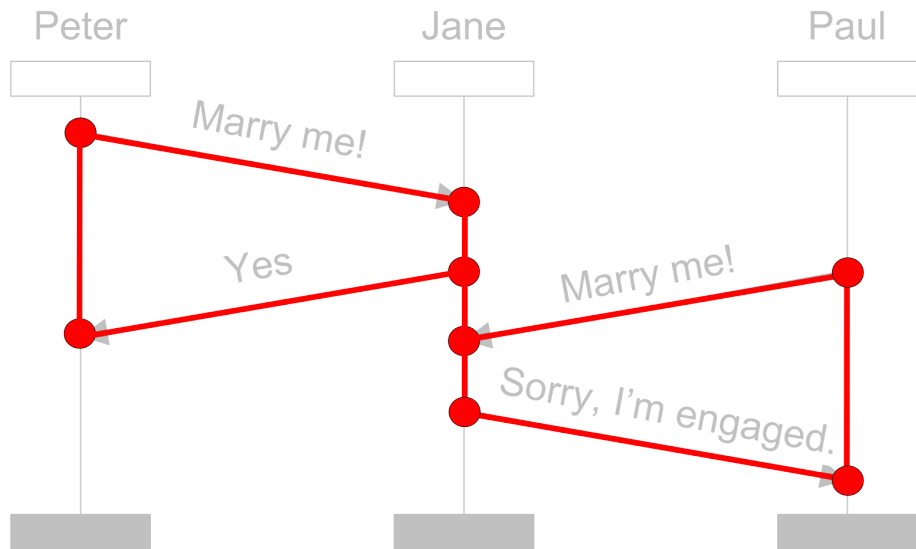 Peter
Jane
Paul
Marry me!
Yes
Marry me!
Sorry, I’m engaged.